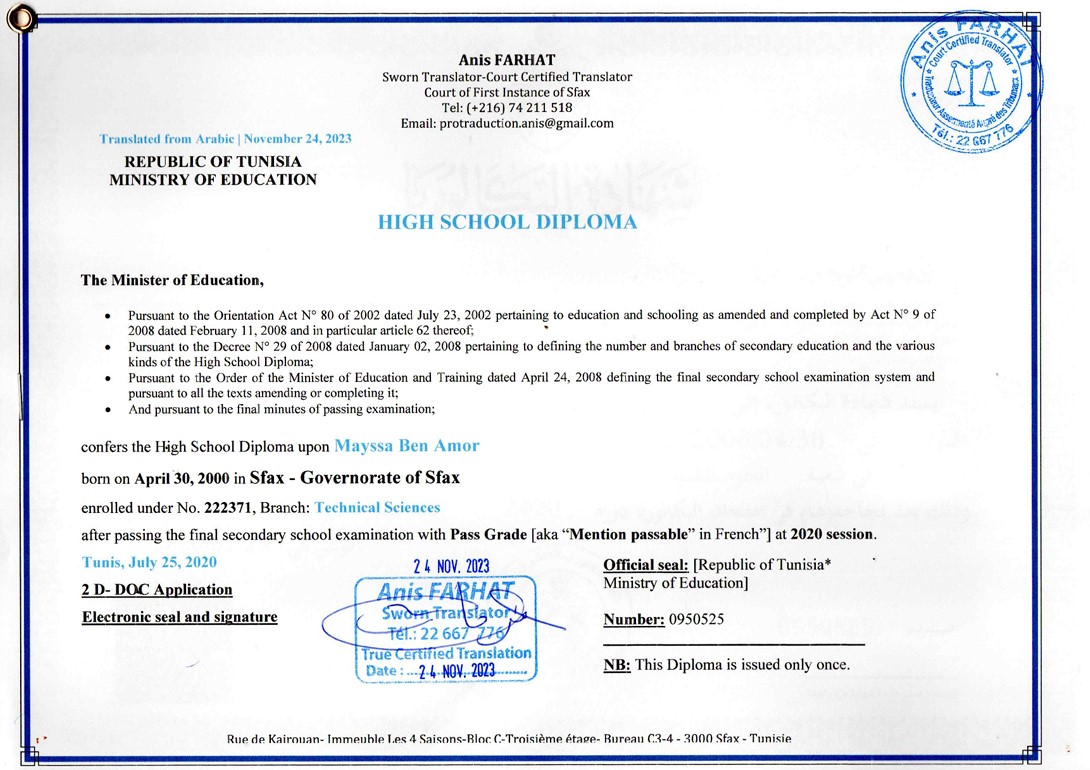 Anis FARHAT
Sworn Translator-Court Certified Translator
Court of First Instance of Sfax
Tel: (+216) 74 211 518
Email: protraduction.anis@gmail.com
Anis FARHAT
Court Certified Translator
Traducteur Assermenté Auprès des Tribunaux
Tél.: 22 667 776
Translated from Arabic | November 24, 2023
REPUBLIC OF TUNISIA
MINISTRY OF EDUCATION
HIGH SCHOOL DIPLOMA
The Minister of Education,
• Pursuant to the Orientation Act N° 80 of 2002 dated July 23, 2002 pertaining to education and schooling as amended and completed by Act N° 9 of
2008 dated February 11, 2008 and in particular article 62 thereof;
• Pursuant to the Decree N° 29 of 2008 dated January 02, 2008 pertaining to defining the number and branches of secondary education and the various
kinds of the High School Diploma;
• Pursuant to the Order of the Minister of Education and Training dated April 24, 2008 defining the final secondary school examination system and
pursuant to all the texts amending or completing it;
• And pursuant to the final minutes of passing examination;
confers the High School Diploma upon Mayssa Ben Amor
born on April 30, 2000 in Sfax - Governorate of Sfax
enrolled under No. 222371, Branch: Technical Sciences
after passing the final secondary school examination with Pass Grade [aka “Mention passable” in French”] at 2020 session.
Tunis, July 25, 2020
2 D- DOC Application
Electronic seal and signature
24 NOV. 2023
Anis FARHAT
Sworn Translator
Tél.: 22 667 776
True Certified Translation
Date : ...24 NOV. 2023.........
Official seal: [Republic of Tunisia*
Ministry of Education]
Number: 0950525
NB: This Diploma is issued only once.
Rue de Kairouan- Immeuble Les 4 Saisons-Bloc C-Troisième étage- Bureau C3-4 - 3000 Sfax - Tunisie